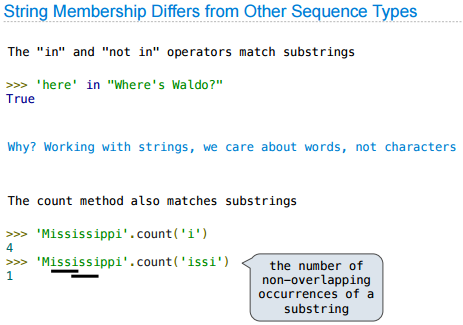 String Membership Differs from Other Sequence Types
The "in" and "not in" operators match substrings
>>> 'here' in "Where's Waldo?"
True
Why? Working with strings, we care about words, not characters
The count method also matches substrings
>>> 'Mississippi'.count('i')
4
>>> 'Mississippi'.count('issi')
1
the number of
non-overlapping
occurrences of a
substring